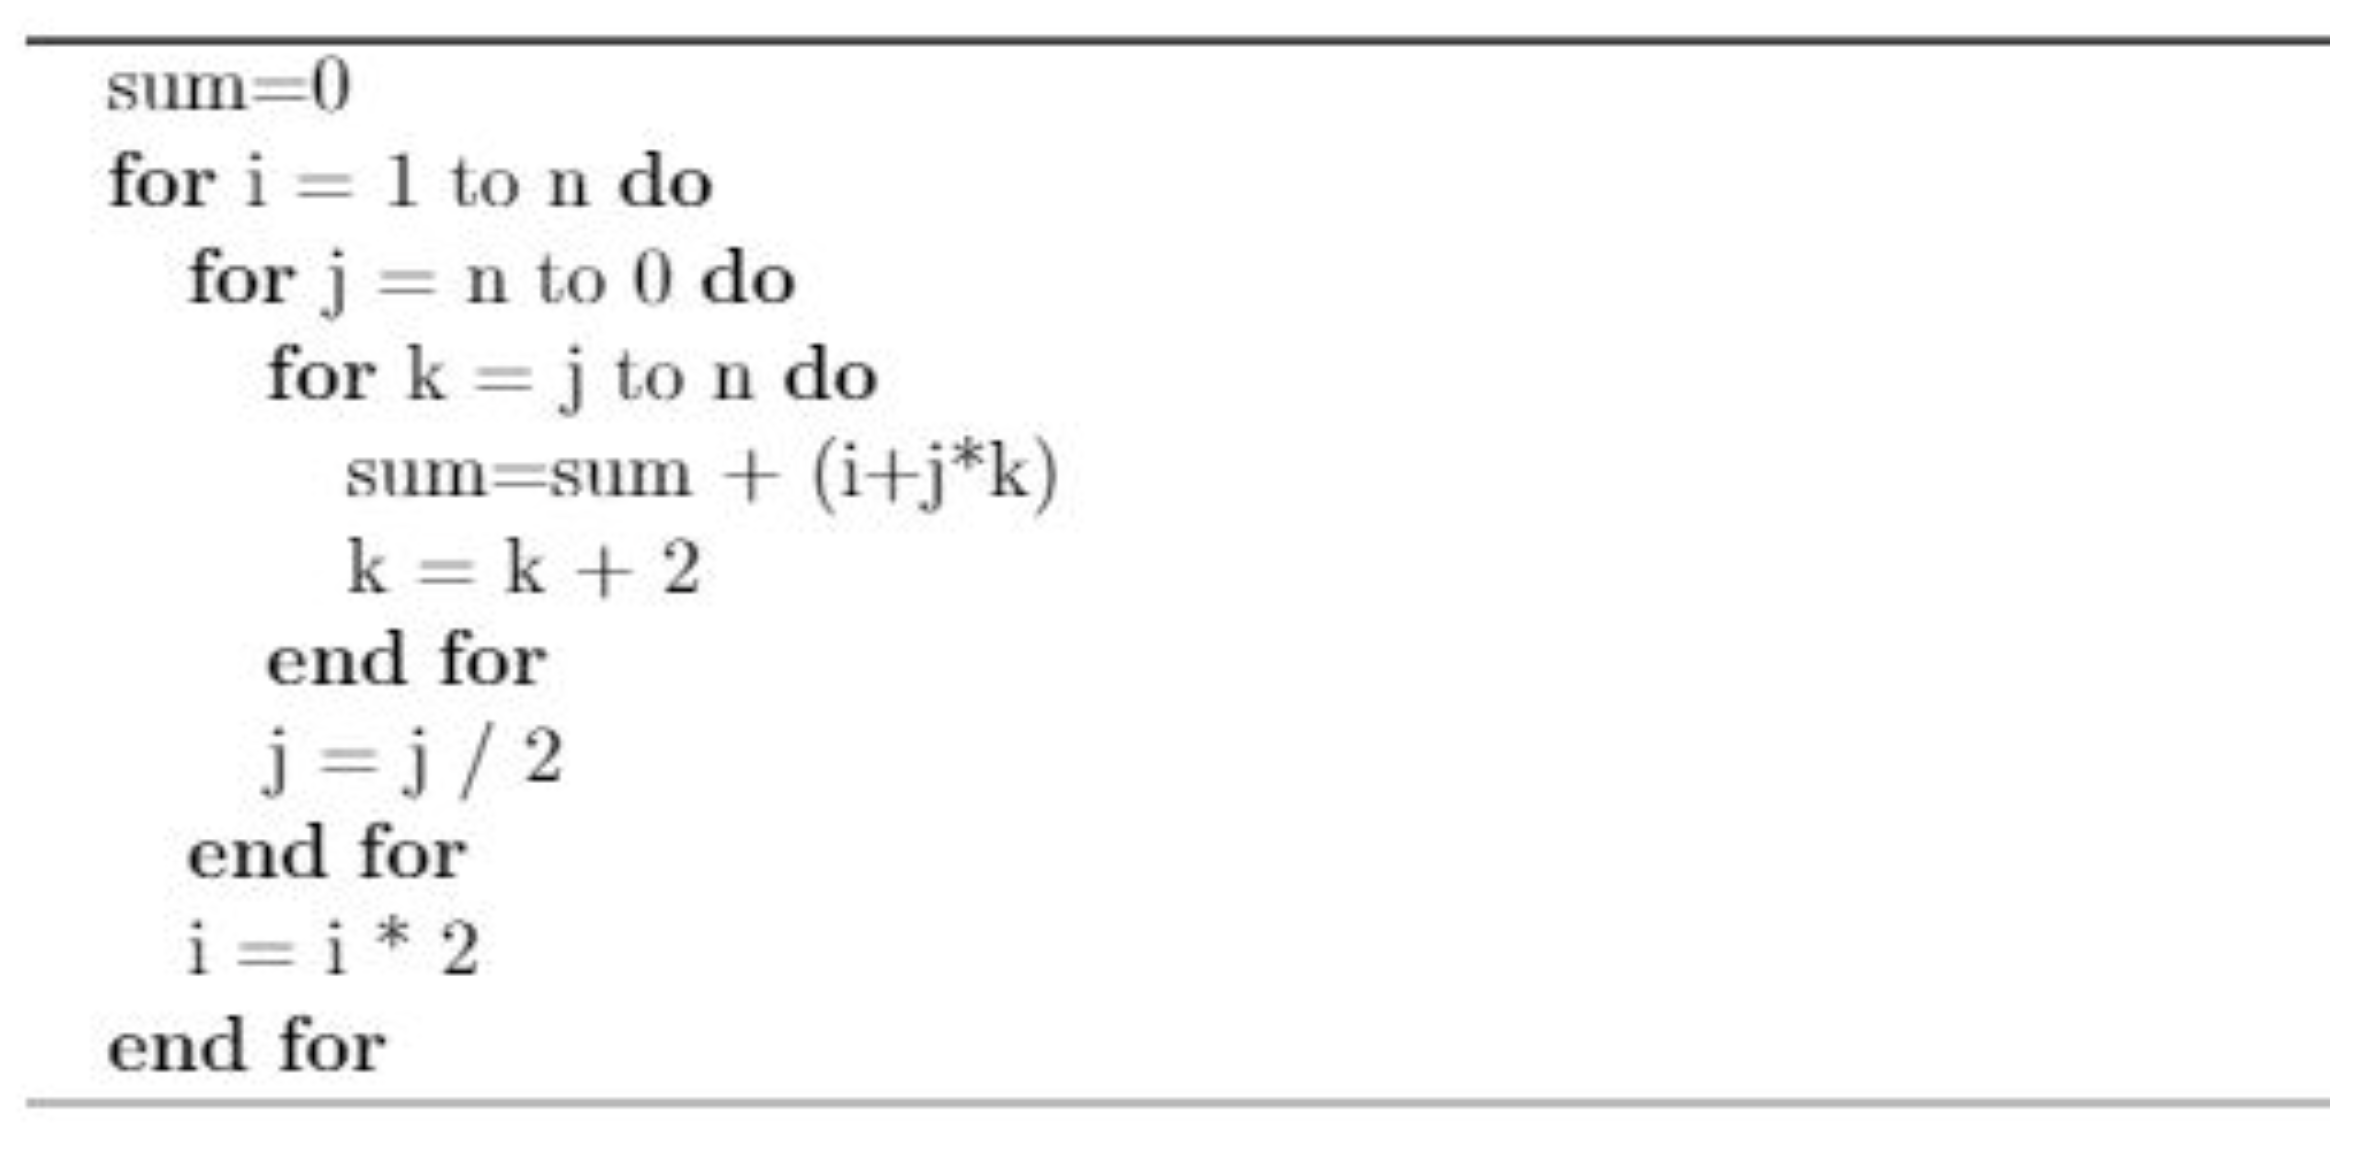 sum=0
for i = 1 to n do
for j = n to 0 do
for k = j to n do
sum=sum + (i+j*k)
k = k + 2
end for
j = j / 2
end for
i = i * 2
end for